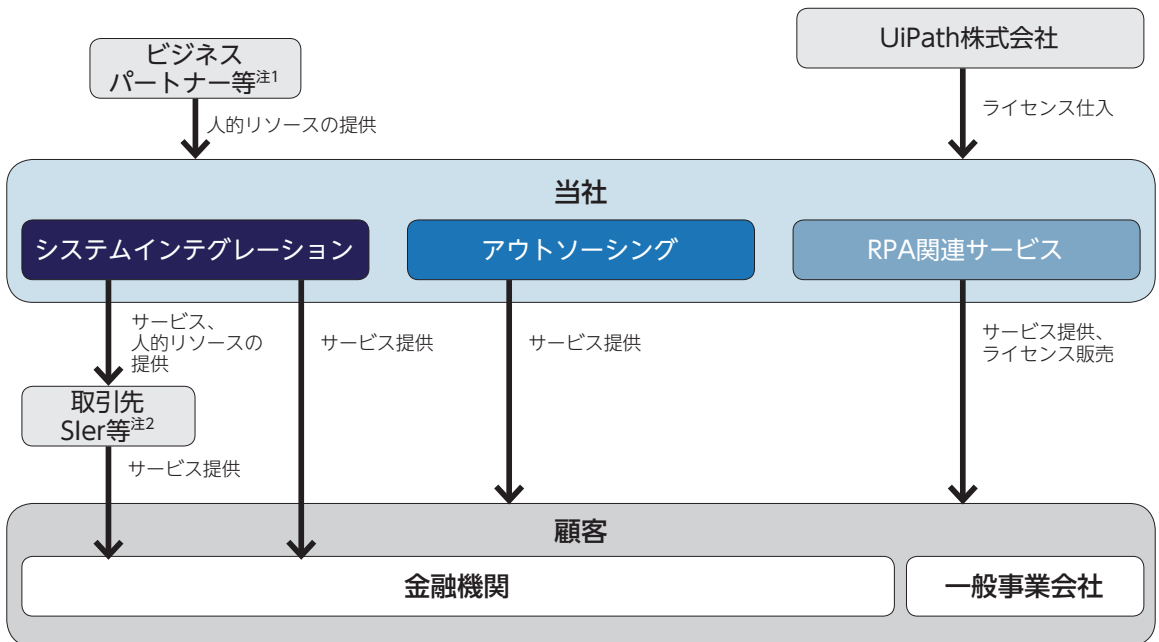 ビジネス
パートナー等注1
UiPath株式会社
人的リソースの提供
ライセンス仕入
当社
システムインテグレーション
アウトソーシング
RPA関連サービス
サービス、
人的リソースの
提供
サービス提供
サービス提供
サービス提供、
ライセンス販売
取引先
SIer等注2
サービス提供
顧客
金融機関
一般事業会社